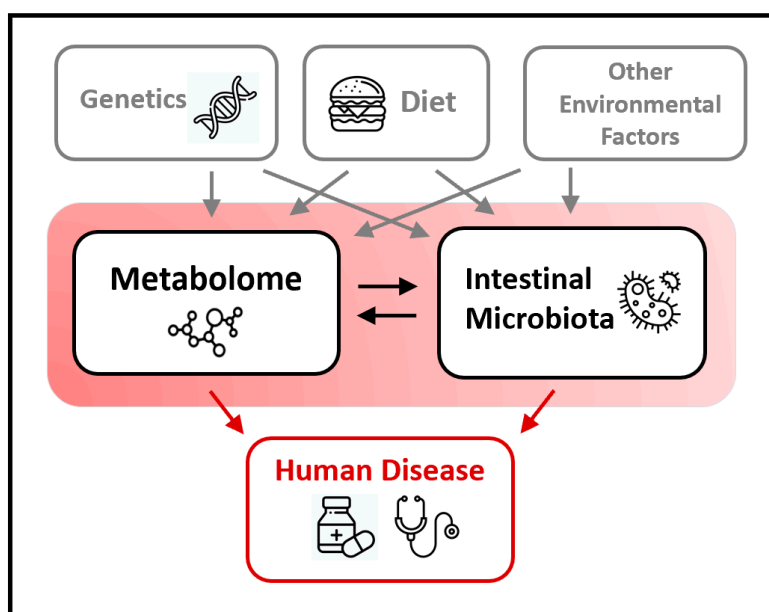 Genetics
Diet
Other
Environmental
Factors
Metabolome
Intestinal
Microbiota
Human Disease